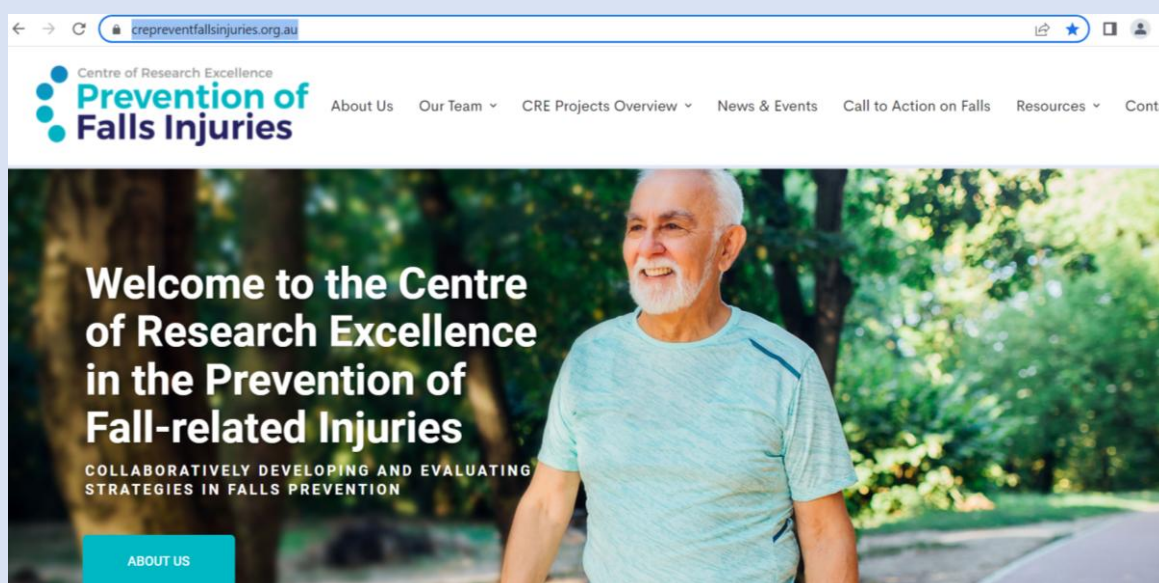 crepreventfallsinjuries.org.au
Centre of Research Excellence
Prevention of
Falls Injuries
About Us Our Team CRE Projects Overview News & Events Call to Action on Falls Resources Cont
Welcome to the Centre
of Research Excellence
in the Prevention of
Fall-related Injuries
COLLABORATIVELY DEVELOPING AND EVALUATING
STRATEGIES IN FALLS PREVENTION
ABOUT US